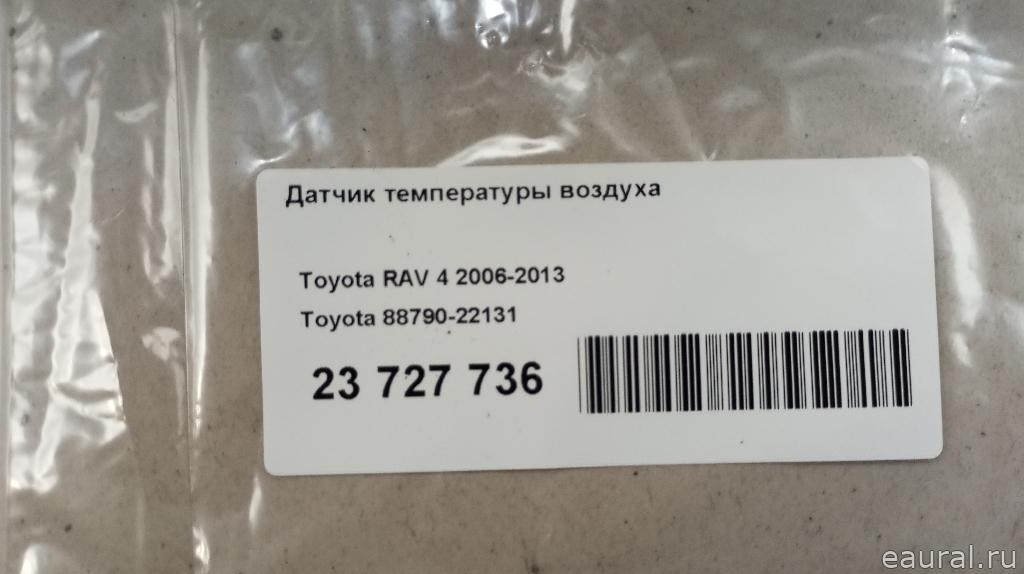 Датчик температуры воздуха
Toyota RAV 4 2006-2013
Toyota 88790-22131
23 727 736
eaural.ru